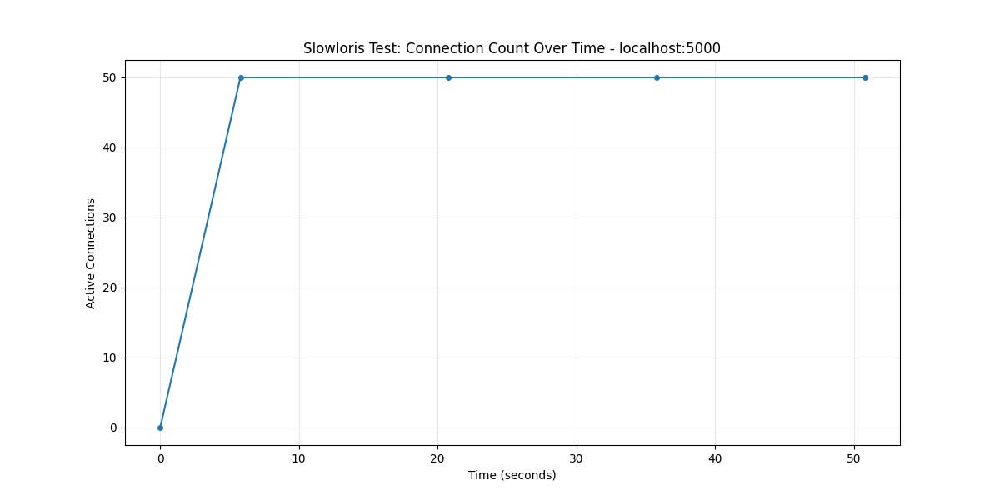 Slowloris Test: Connection Count Over Time - localhost:5000
Active Connections
50
40
30
20
10
0
0 10 20 30 40 50
Time (seconds)